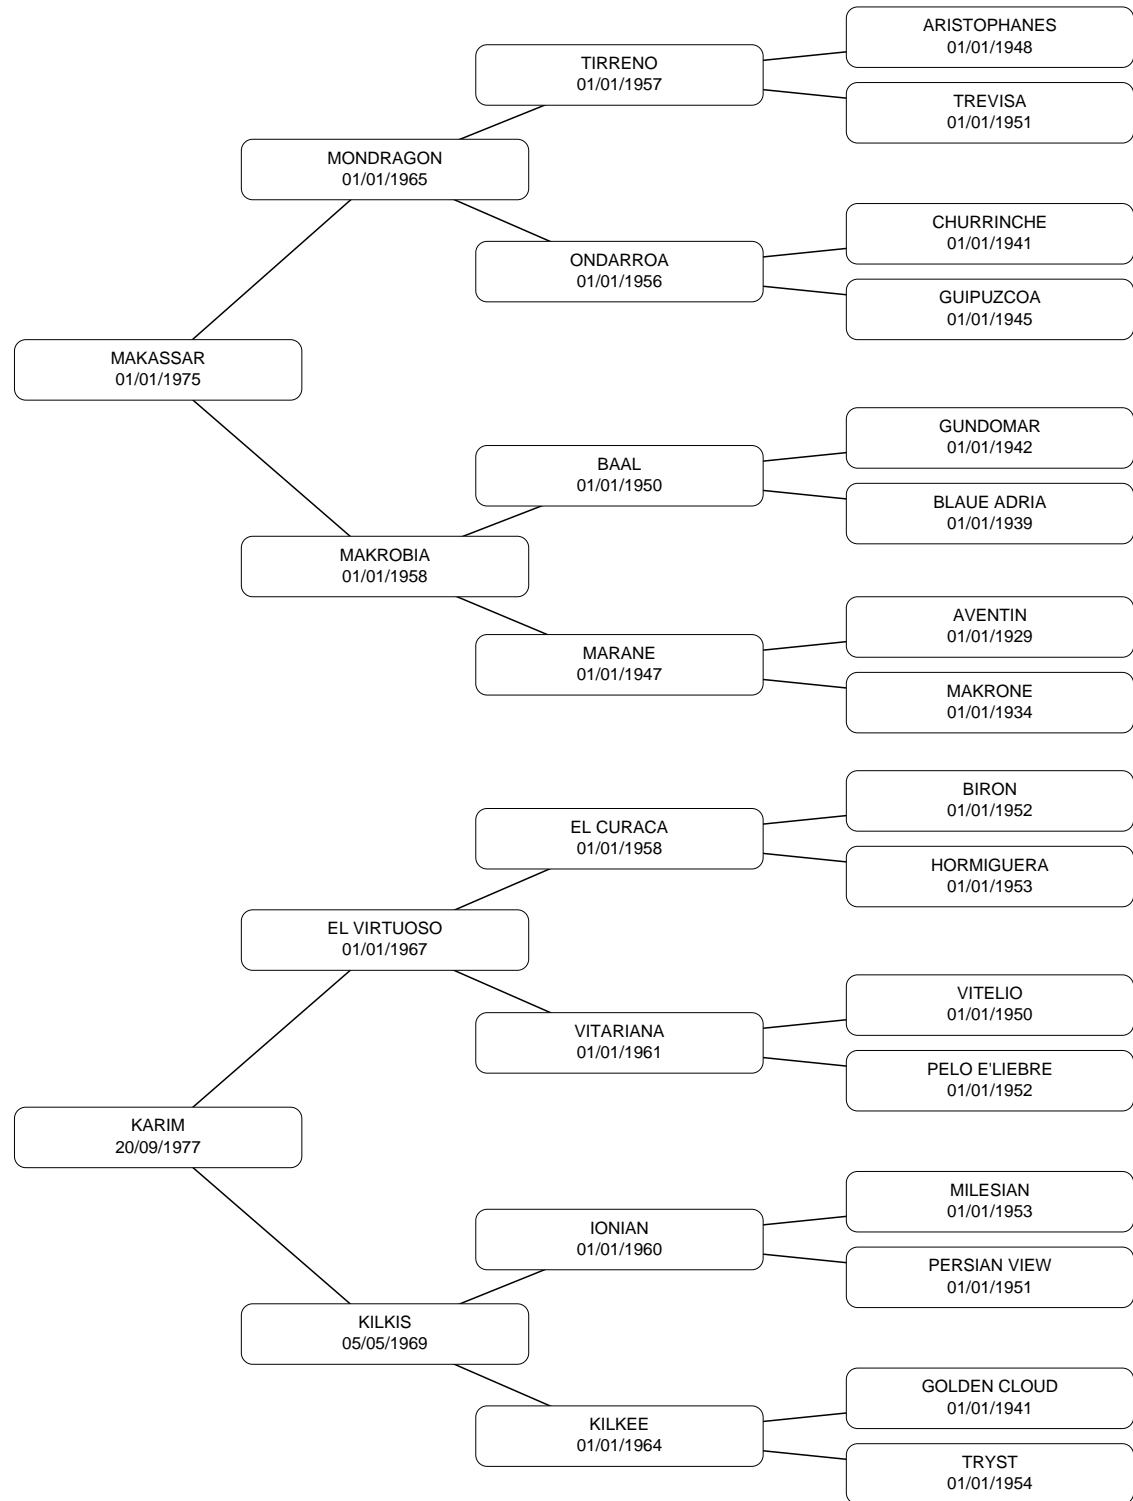 ARISTOPHANES
01/01/1948
TIRRENO
01/01/1957
TREVISA
01/01/1951
MONDRAGON
01/01/1965
CHURRINCHE
01/01/1941
ONDARROA
01/01/1956
GUIPUZCOA
01/01/1945
MAKASSAR
01/01/1975
GUNDOMAR
01/01/1942
BAAL
01/01/1950
BLAUE ADRIA
01/01/1939
MAKROBIA
01/01/1958
AVENTIN
01/01/1929
MARANE
01/01/1947
MAKRONE
01/01/1934
BIRON
01/01/1952
EL CURACA
01/01/1958
HORMIGUERA
01/01/1953
EL VIRTUOSO
01/01/1967
VITELIO
01/01/1950
VITARIANA
01/01/1961
PELO E'LIEBRE
01/01/1952
KARIM
20/09/1977
MILESIAN
01/01/1953
IONIAN
01/01/1960
PERSIAN VIEW
01/01/1951
KILKIS
05/05/1969
GOLDEN CLOUD
01/01/1941
KILKEE
01/01/1964
TRYST
01/01/1954